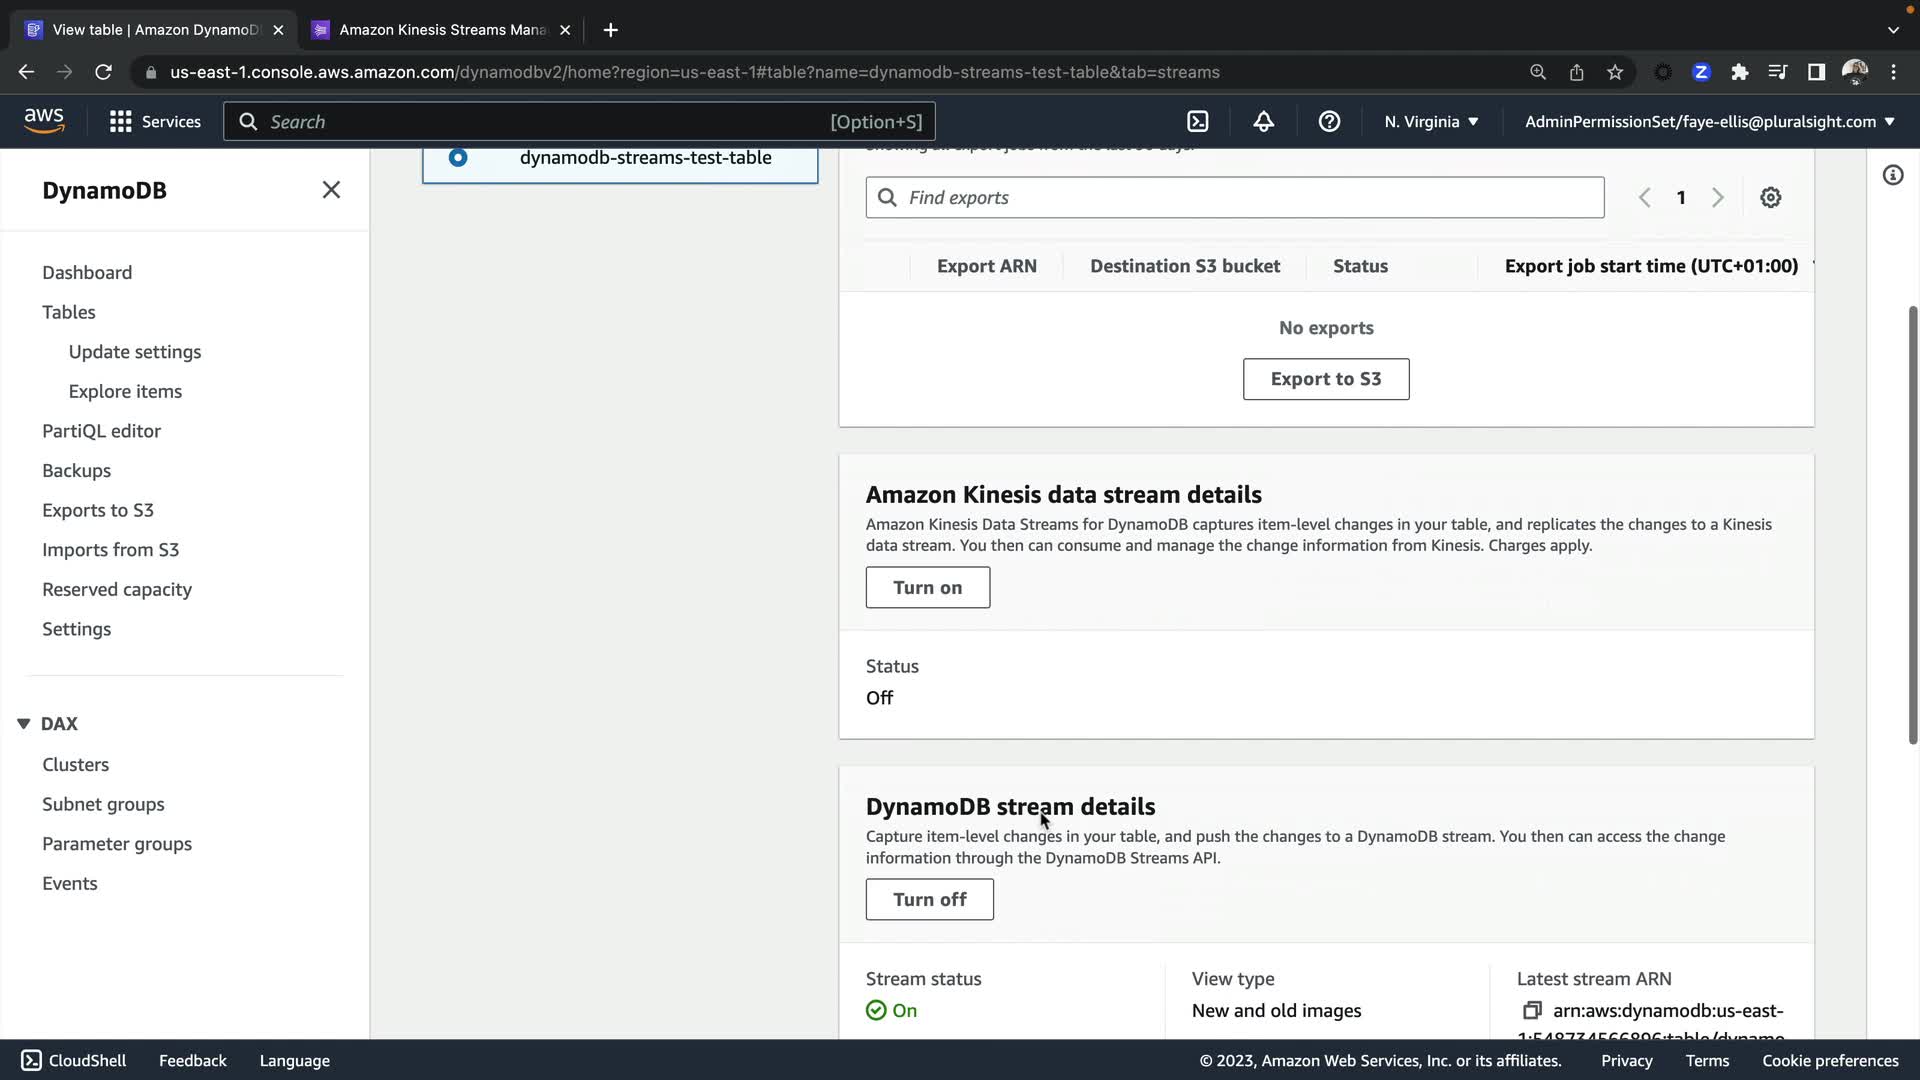 View table | Amazon DynamoD
Amazon Kinesis Streams Mana
us-east-1.console.aws.amazon.com/dynamodbv2/home?region=us-east-1#table?name=dynamodb-streams-test-table&tab=streams
aws
Services
Search
[Option+S]
N. Virginia
AdminPermissionSet/faye-ellis@pluralsight.com
DynamoDB
Dashboard
Tables
Update settings
Explore items
PartiQL editor
Backups
Exports to S3
Imports from S3
Reserved capacity
Settings
DAX
Clusters
Subnet groups
Parameter groups
Events
dynamodb-streams-test-table
Find exports
1
Export ARN
Destination S3 bucket
Status
Export job start time (UTC+01:00)
No exports
Export to S3
Amazon Kinesis data stream details
Amazon Kinesis Data Streams for DynamoDB captures item-level changes in your table, and replicates the changes to a Kinesis
data stream. You then can consume and manage the change information from Kinesis. Charges apply.
Turn on
Status
Off
DynamoDB stream details
Capture item-level changes in your table, and push the changes to a DynamoDB stream. You then can access the change
information through the DynamoDB Streams API.
Turn off
Stream status
On
View type
New and old images
Latest stream ARN
arn:aws:dynamodb:us-east-
CloudShell
Feedback
Language
© 2023, Amazon Web Services, Inc. or its affiliates.
Privacy
Terms
Cookie preferences